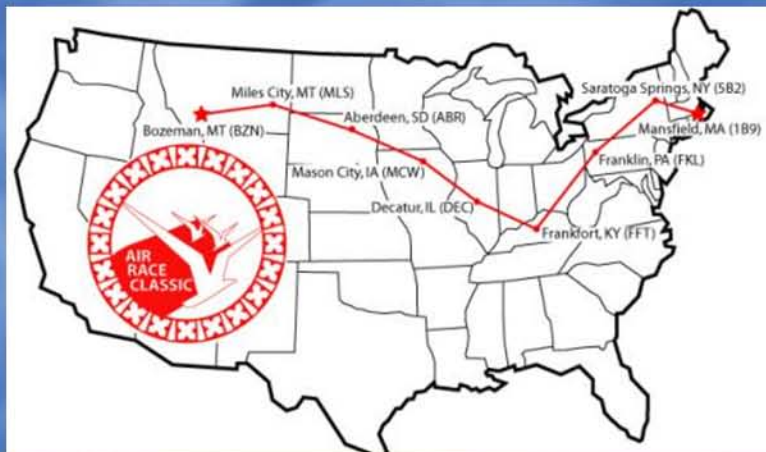 Miles City, MT (MLS)
Saratoga Springs, NY (5B2)
Bozeman, MT (BZN)
Aberdeen, SD (ABR)
Mansfield, MA (1B9)
Mason City, IA (MCW)
Franklin, PA (FKL)
Decatur, IL (DEC)
Frankfort, KY (FFT)
AIR
RACE
CLASSIC